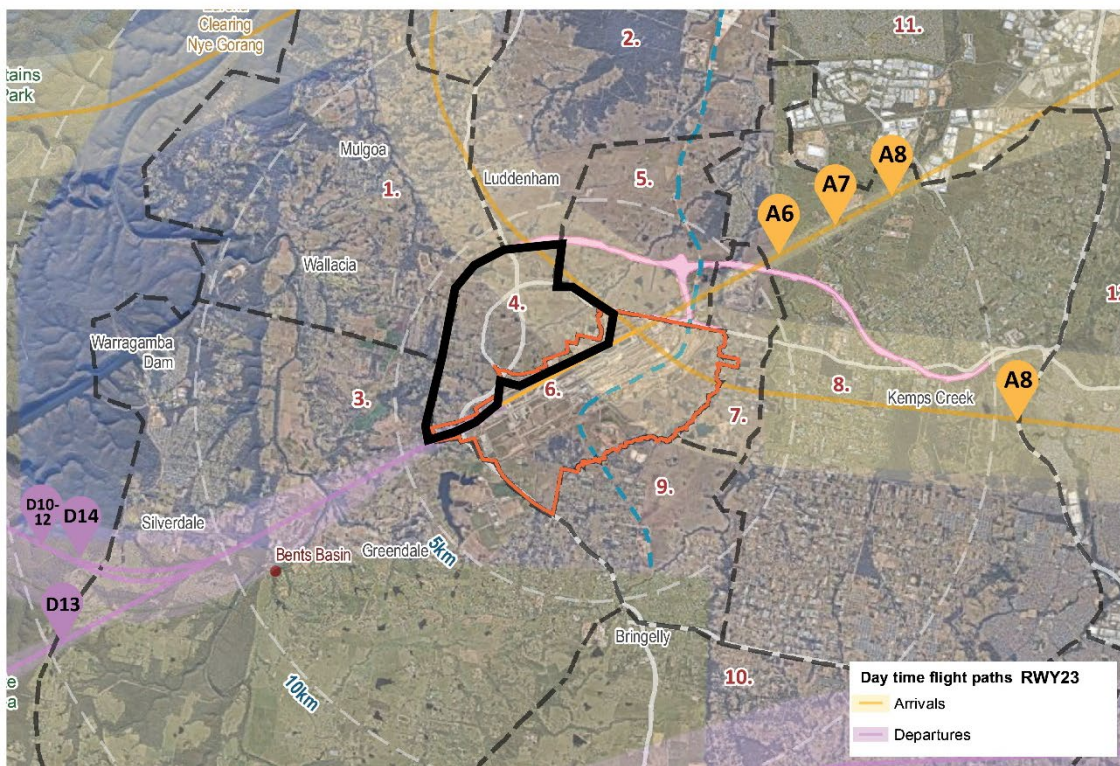 Clearing
Nye Gorang
tains
Park
2.
11.
Mulgoa
1.
Luddenham
5.
A8
A7
A6
Wallacia
4.
Warragamba
Dam
3.
6.
8.
7.
Kemps Creek
A8
9.
D10-
12
D14
Silverdale
Bents Basin
Greendale
5km
D13
Bringelly
10.
10km
Day time flight paths RWY23
Arrivals
Departures